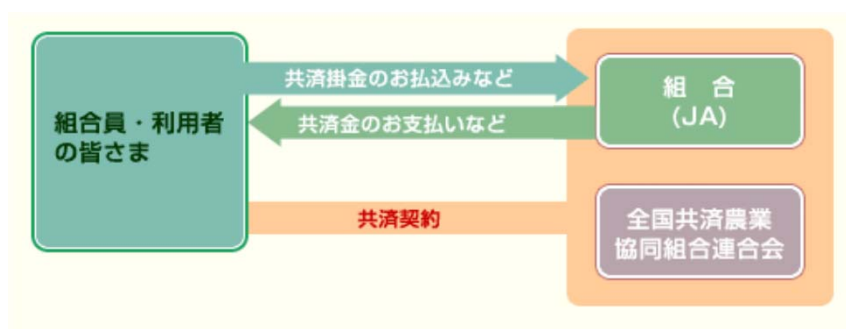 組合員・利用者
の皆さま
共済掛金のお払込みなど
共済金のお支払いなど
共済契約
組 合
(JA)
全国共済農業
協同組合連合会